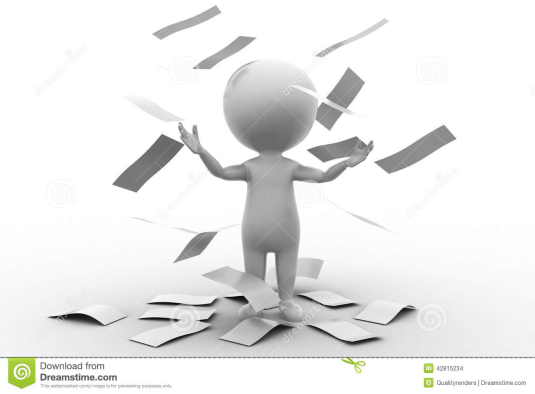 Download from
Dreamstime.com
This watermarked comp image is for previewing purposes only.
42815234
Qualityrenders | Dreamstime.com